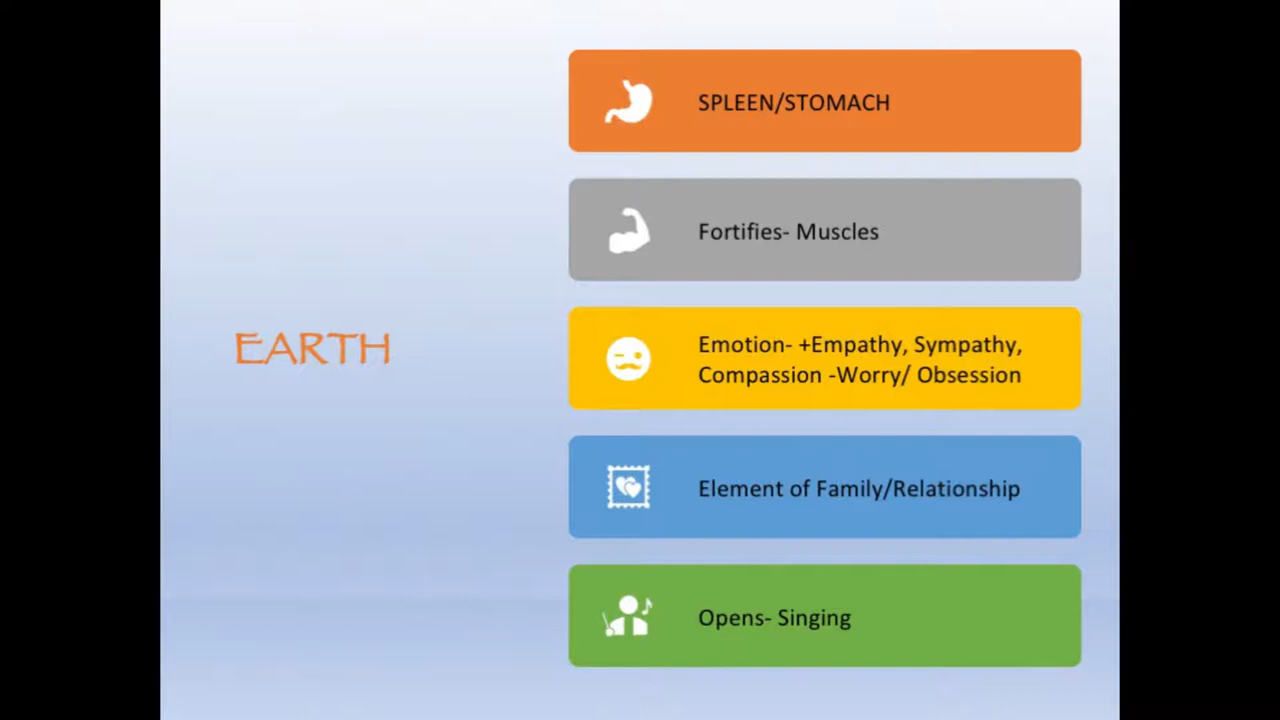 EARTH
SPLEEN/STOMACH
Fortifies- Muscles
Emotion- +Empathy, Sympathy,
Compassion -Worry/ Obsession
Element of Family/Relationship
Opens- Singing